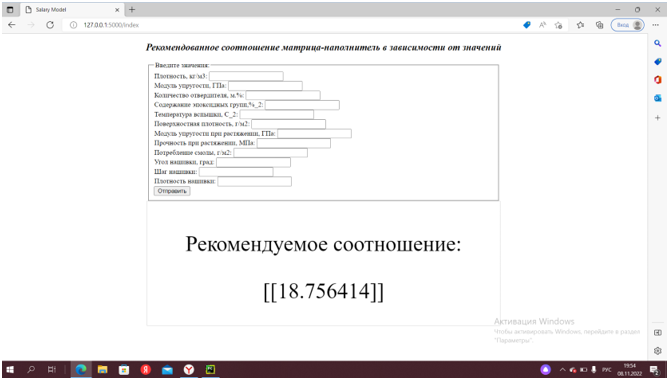 Salary Model
127.0.0.1:5000/index
Вход
Рекомендованное соотношение матрица-наполнитель в зависимости от значений
Введите значения:
Плотность, кг/м3:
Модуль упругости, ГПа:
Количество отвердителя, м.%:
Содержание эпоксидных групп,%_2:
Температура вспышки, С_2:
Поверхностная плотность, г/м2:
Модуль упругости при растяжении, ГПа:
Прочность при растяжении, МПа:
Потребление смолы, г/м2:
Угол нашивки, град:
Шаг нашивки:
Плотность нашивки:
Отправить
Рекомендуемое соотношение:
[[18.756414]]
Активация Windows
Чтобы активировать Windows, перейдите в раздел
"Параметры".
РУС
19:54
08.11.2022